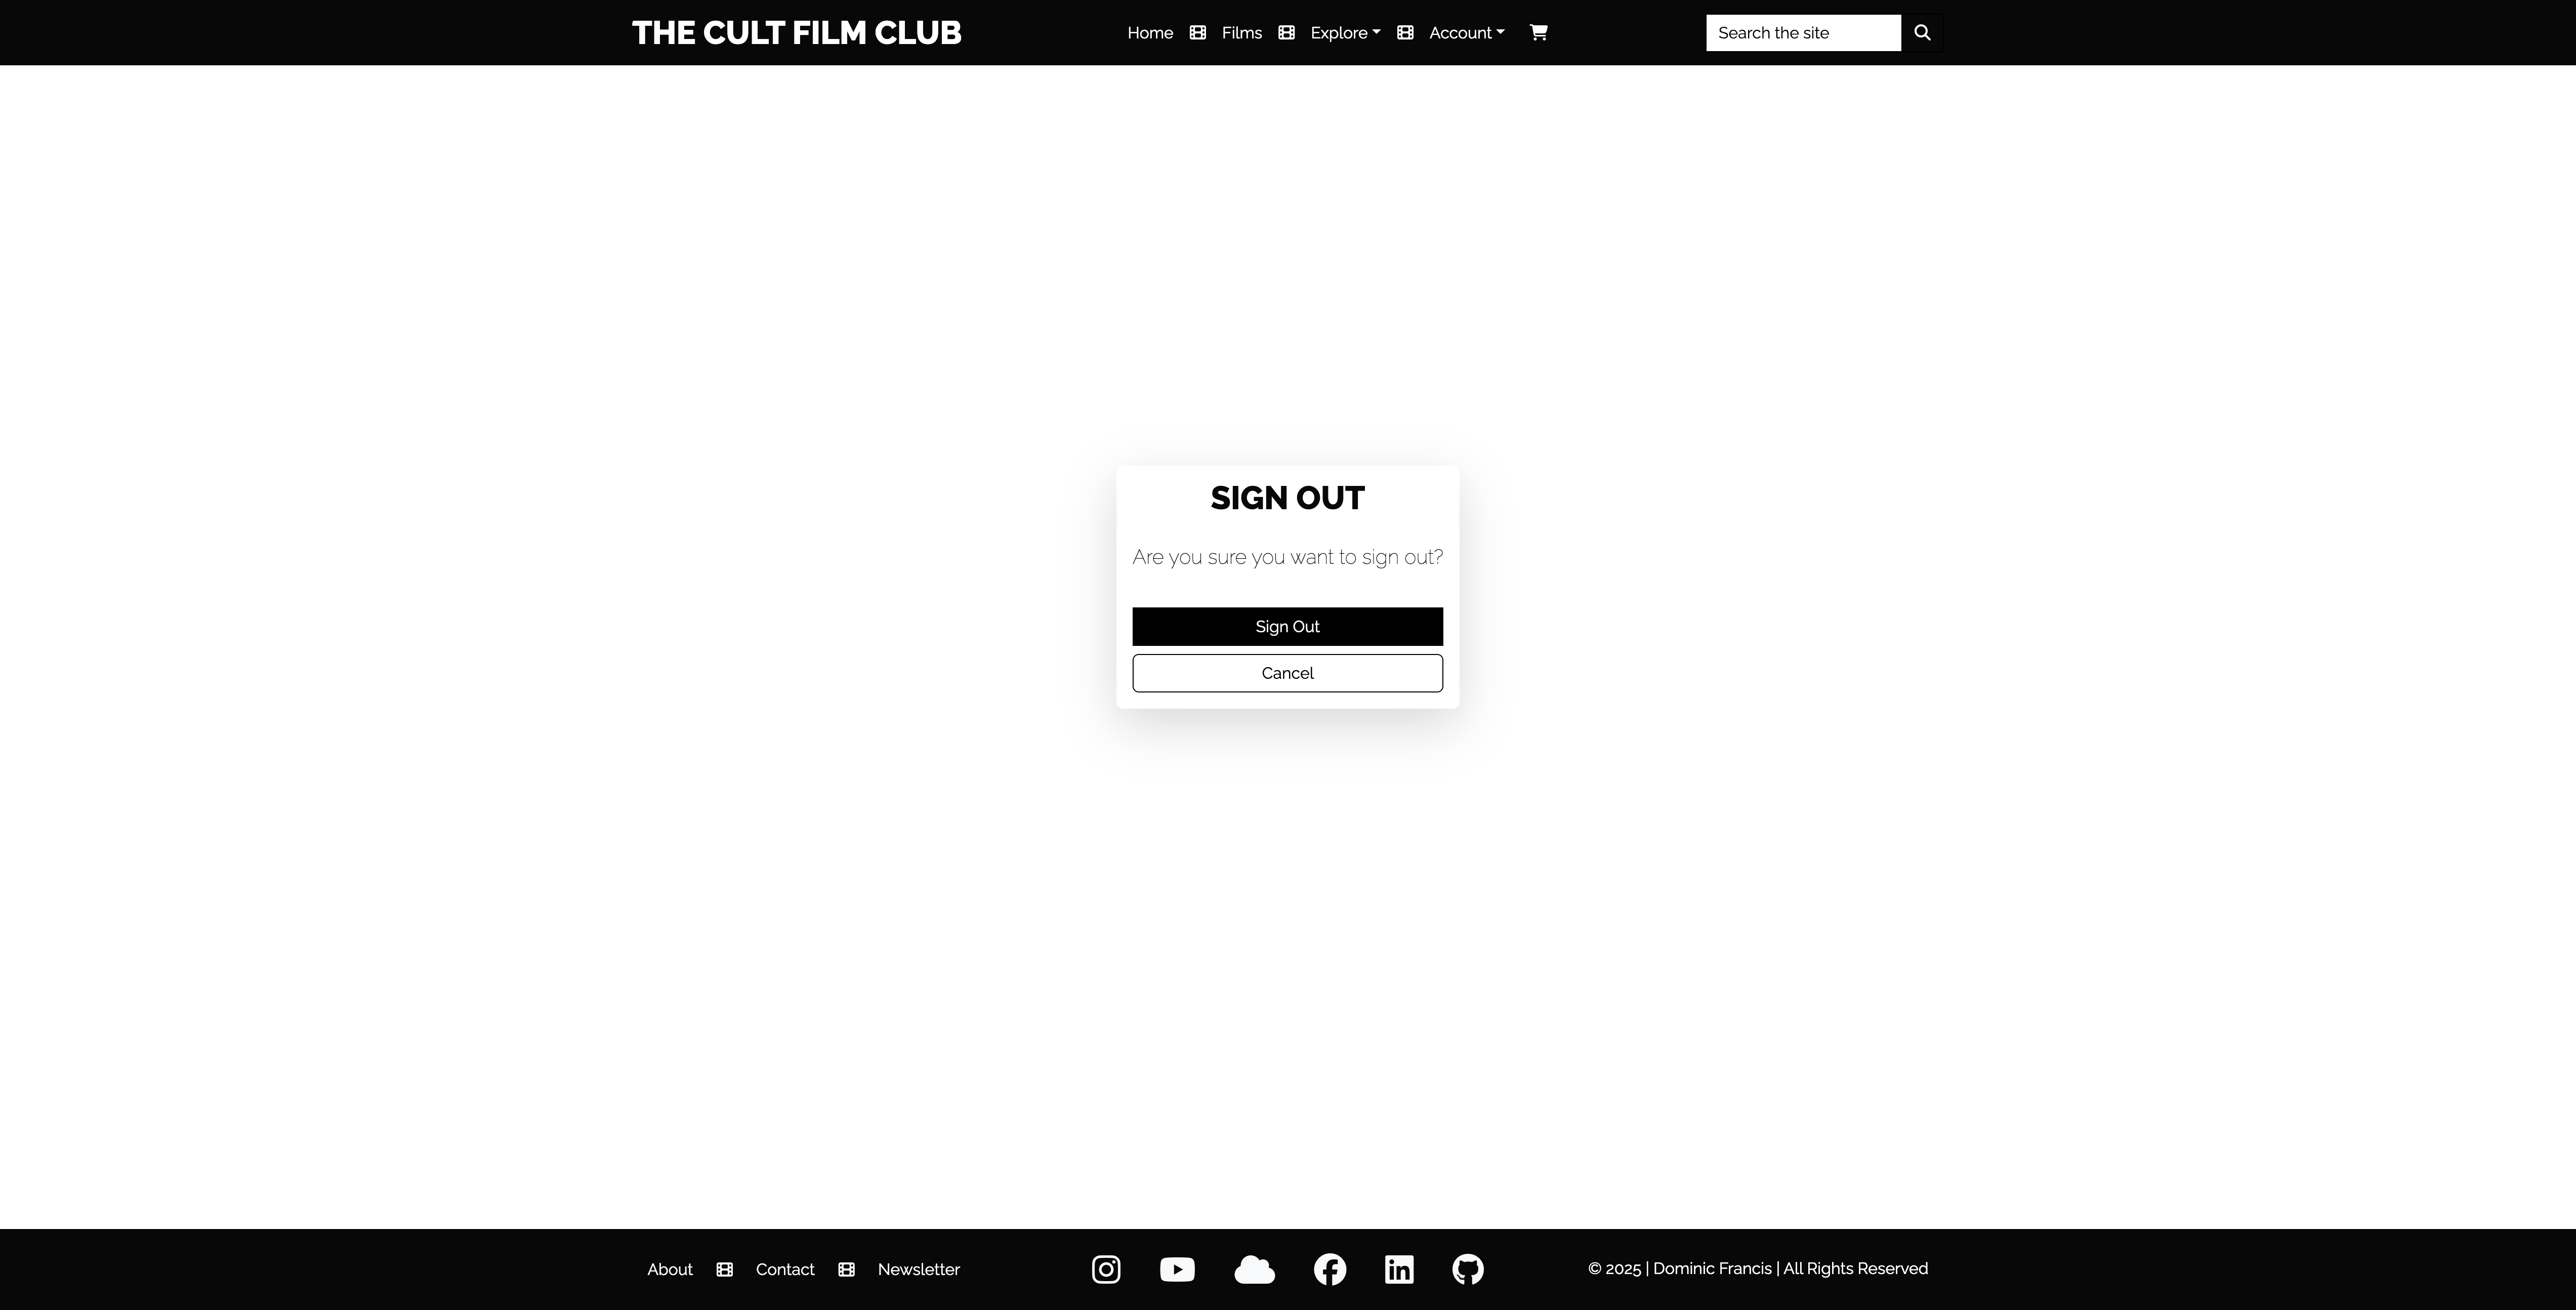 THE CULT FILM CLUB
Home Films Explore Account
Search the site
SIGN OUT
Are you sure you want to sign out?
Sign Out
Cancel
About Contact Newsletter
© 2025 | Dominic Francis | All Rights Reserved